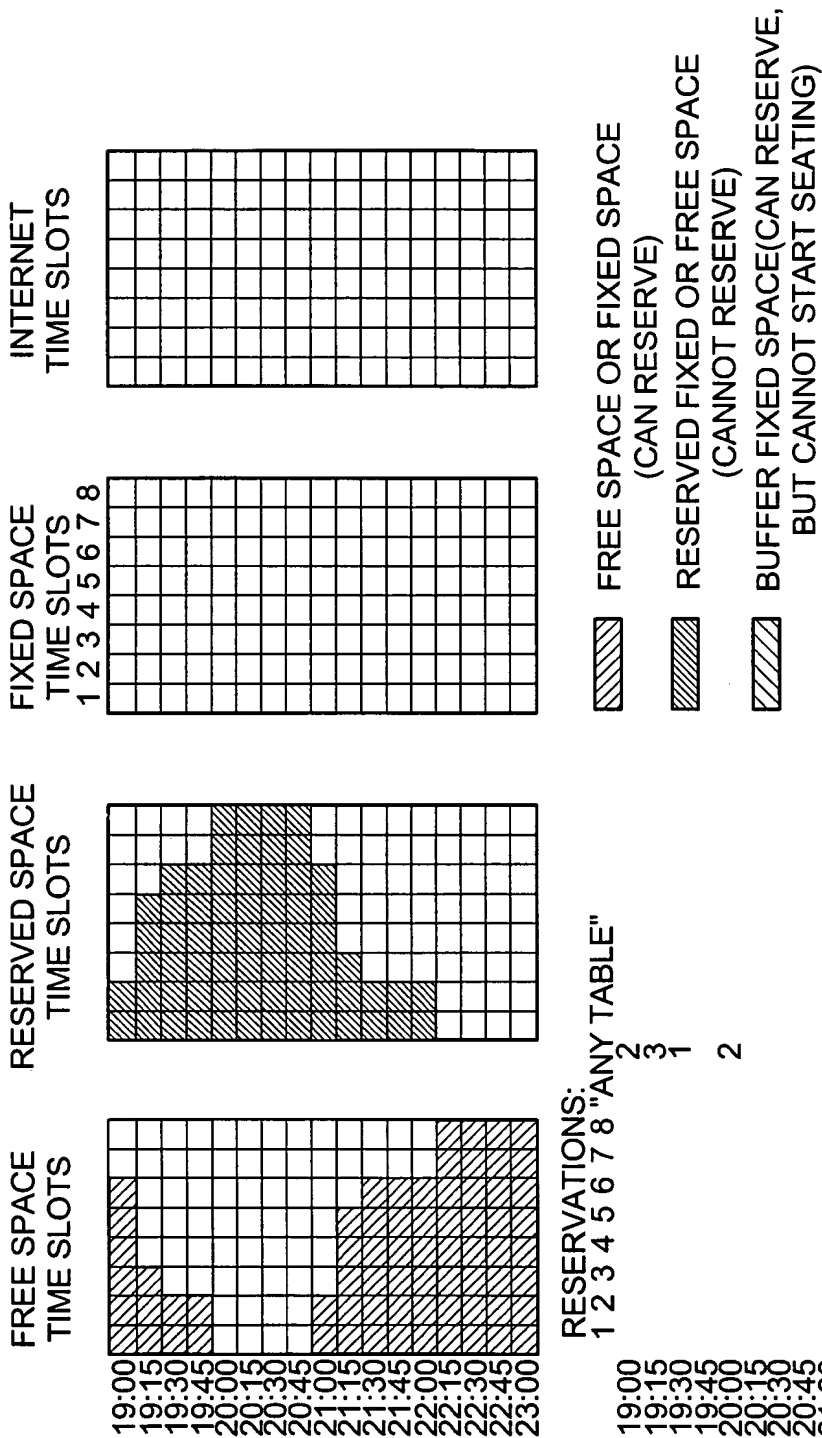 FREE SPACE
TIME SLOTS
RESERVED SPACE
TIME SLOTS
FIXED SPACE
TIME SLOTS
1 2 3 4 5 6 7 8
INTERNET
TIME SLOTS
19:00
19:15
19:30
19:45
20:00
20:15
20:30
20:45
21:00
21:15
21:30
21:45
22:00
22:15
22:30
22:45
23:00
RESERVATIONS:
1 2 3 4 5 6 7 8 "ANY TABLE"
19:00 2
19:15 3
19:30 1
19:45
20:00 2
20:15
20:30
20:45
FREE SPACE OR FIXED SPACE
(CAN RESERVE)
RESERVED FIXED OR FREE SPACE
(CANNOT RESERVE)
BUFFER FIXED SPACE(CAN RESERVE,
BUT CANNOT START SEATING)